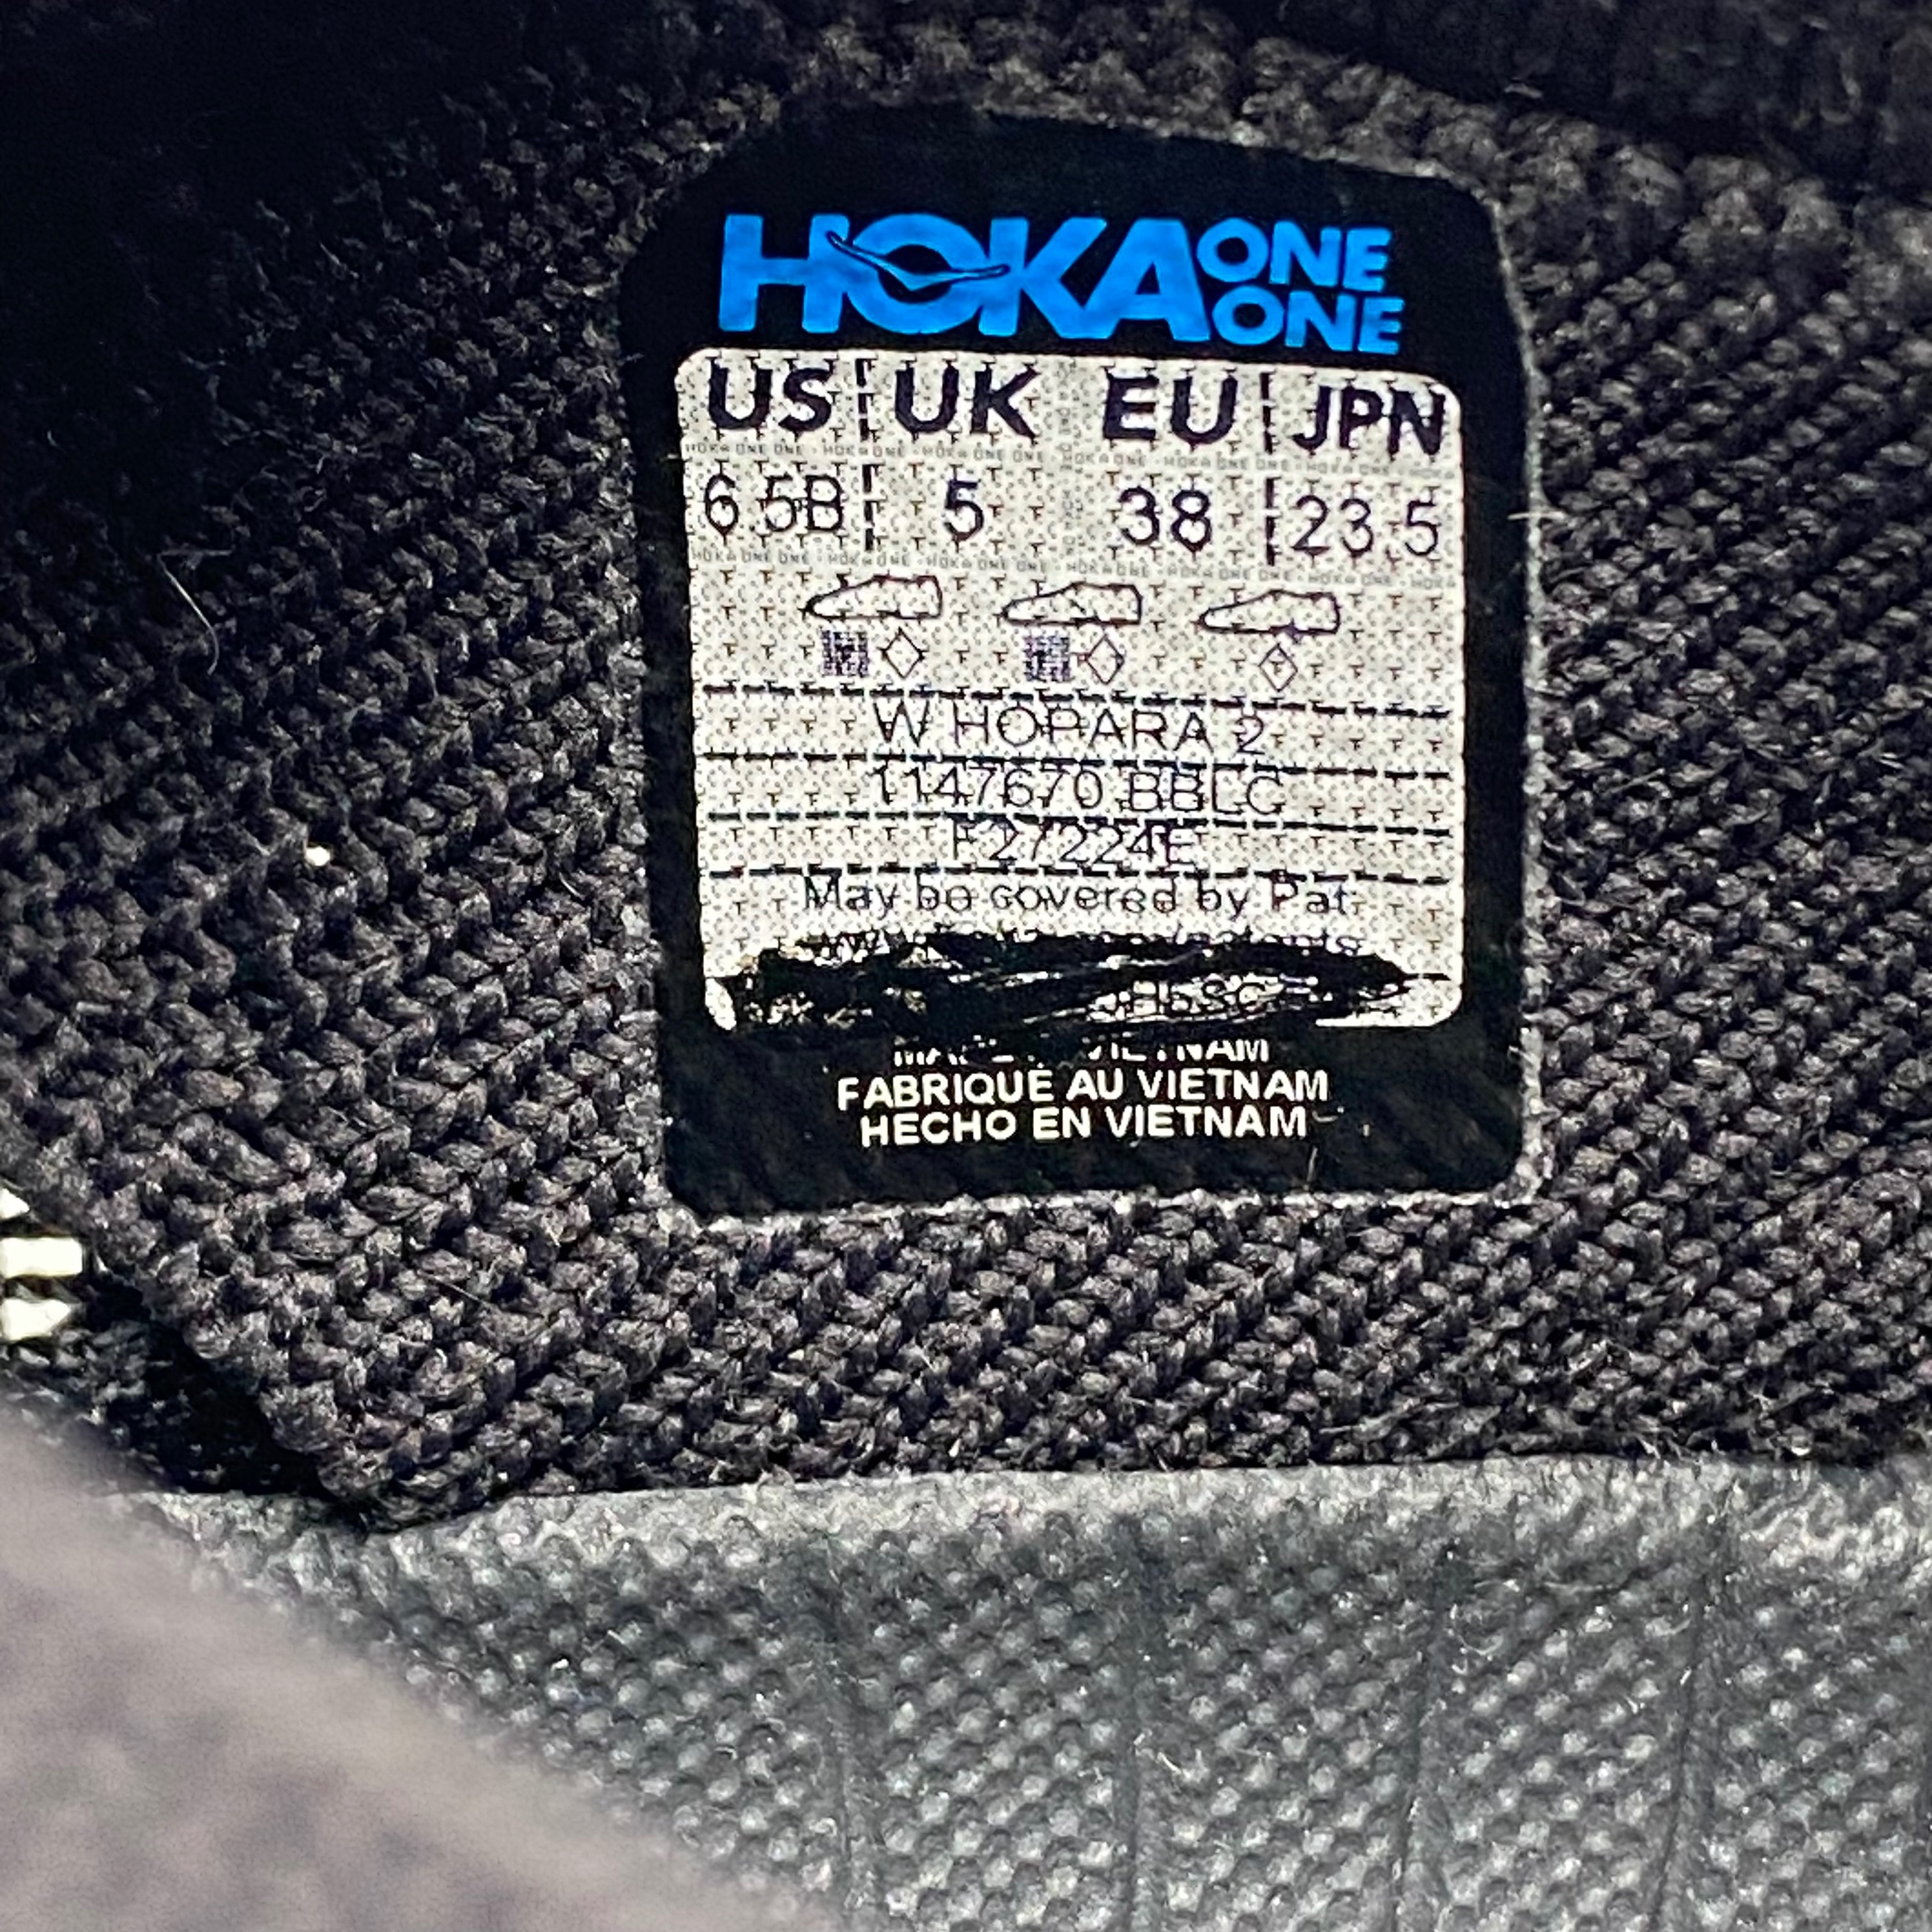 HOKA ONE ONE
US UK EU JPN
6.5B 5 38 23.5
W HOPARA 2
1147670 BBLC
F27224E
May be covered by Pat.
VIETNAM
FABRIQUÉ AU VIETNAM
HECHO EN VIETNAM